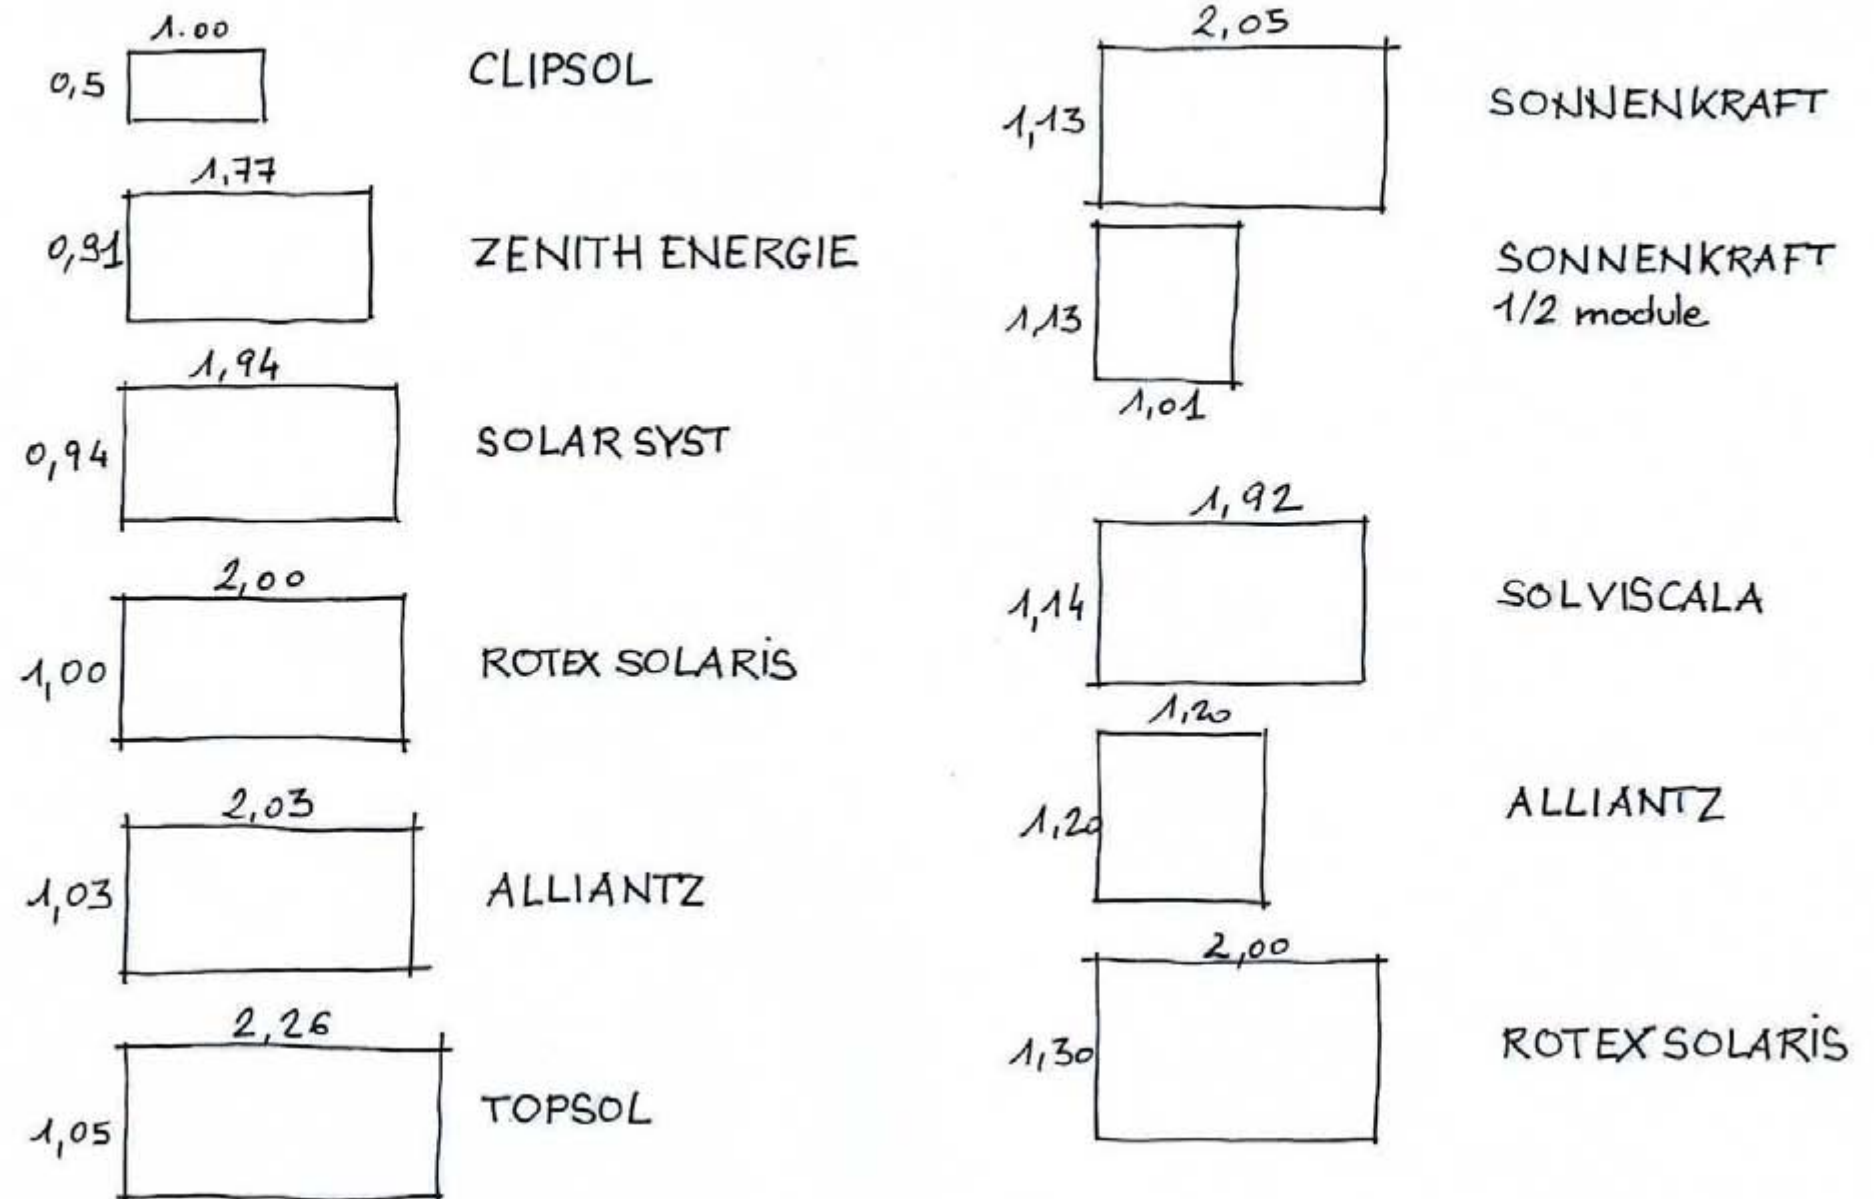 1.00
0,5
CLIPSOL
1,77
0,91
ZENITH ENERGIE
1,94
0,94
SOLAR SYST
2,00
1,00
ROTEX SOLARIS
2,03
1,03
ALLIANTZ
2,26
1,05
TOPSOL
2,05
1,13
SONNENKRAFT
1,13
SONNENKRAFT
1/2 module
1,01
1,92
1,14
SOLVISCALA
1,20
1,20
ALLIANTZ
2,00
1,30
ROTEX SOLARIS